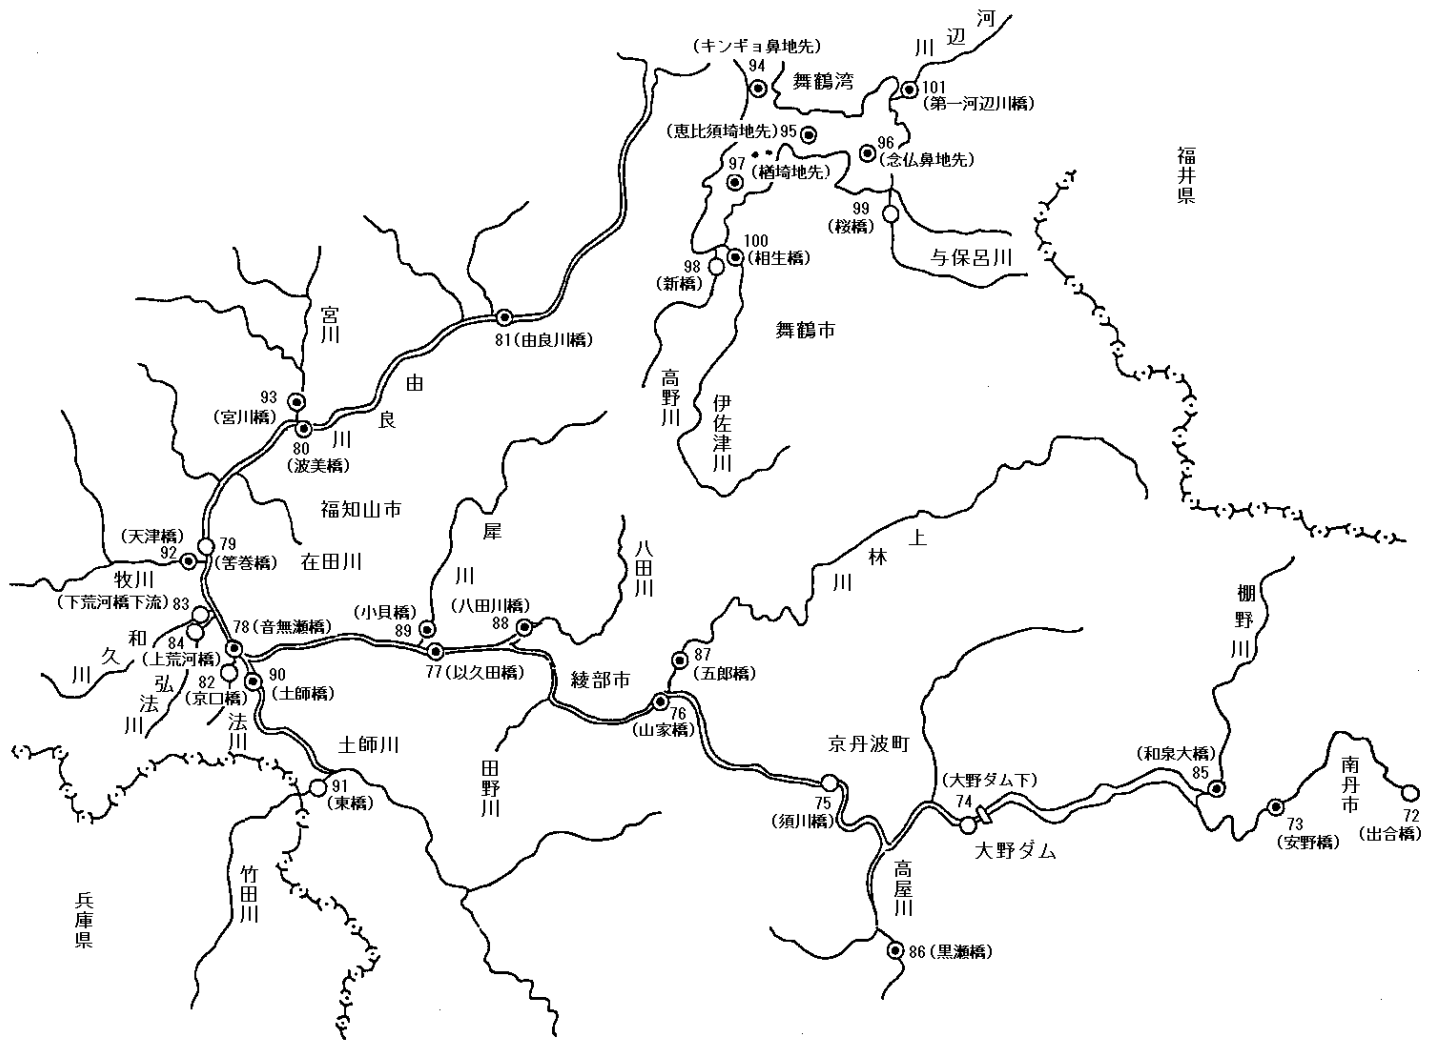 河辺川
(キンギョ鼻地先)
94
舞鶴湾
101
(第一河辺川橋)
(恵比須埼地先)95
96
(念仏鼻地先)
97
(楢埼地先)
福井県
99
(桜橋)
100
(相生橋)
与保呂川
98
(新橋)
宮川
81(由良川橋)
舞鶴市
高野川
伊佐津川
由良川
93
(宮川橋)
80
(波美橋)
福知山市
犀川
上林川
(天津橋)
92
79
(筈巻橋)
在田川
八田川
牧川
棚野川
(下荒河橋下流)83
(小貝橋)
89
(八田川橋)
88
78(音無瀬橋)
和久川
84
(上荒河橋)
77(以久田橋)
87
(五郎橋)
弘法川
82
(京口橋)
90
(土師橋)
綾部市
76
(山家橋)
法川
土師川
京丹波町
(和泉大橋)
85
田野川
(大野ダム下)
74
南丹市
91
(東橋)
75
(須川橋)
73
(安野橋)
72
(出合橋)
大野ダム
竹田川
高屋川
兵庫県
86(黒瀬橋)